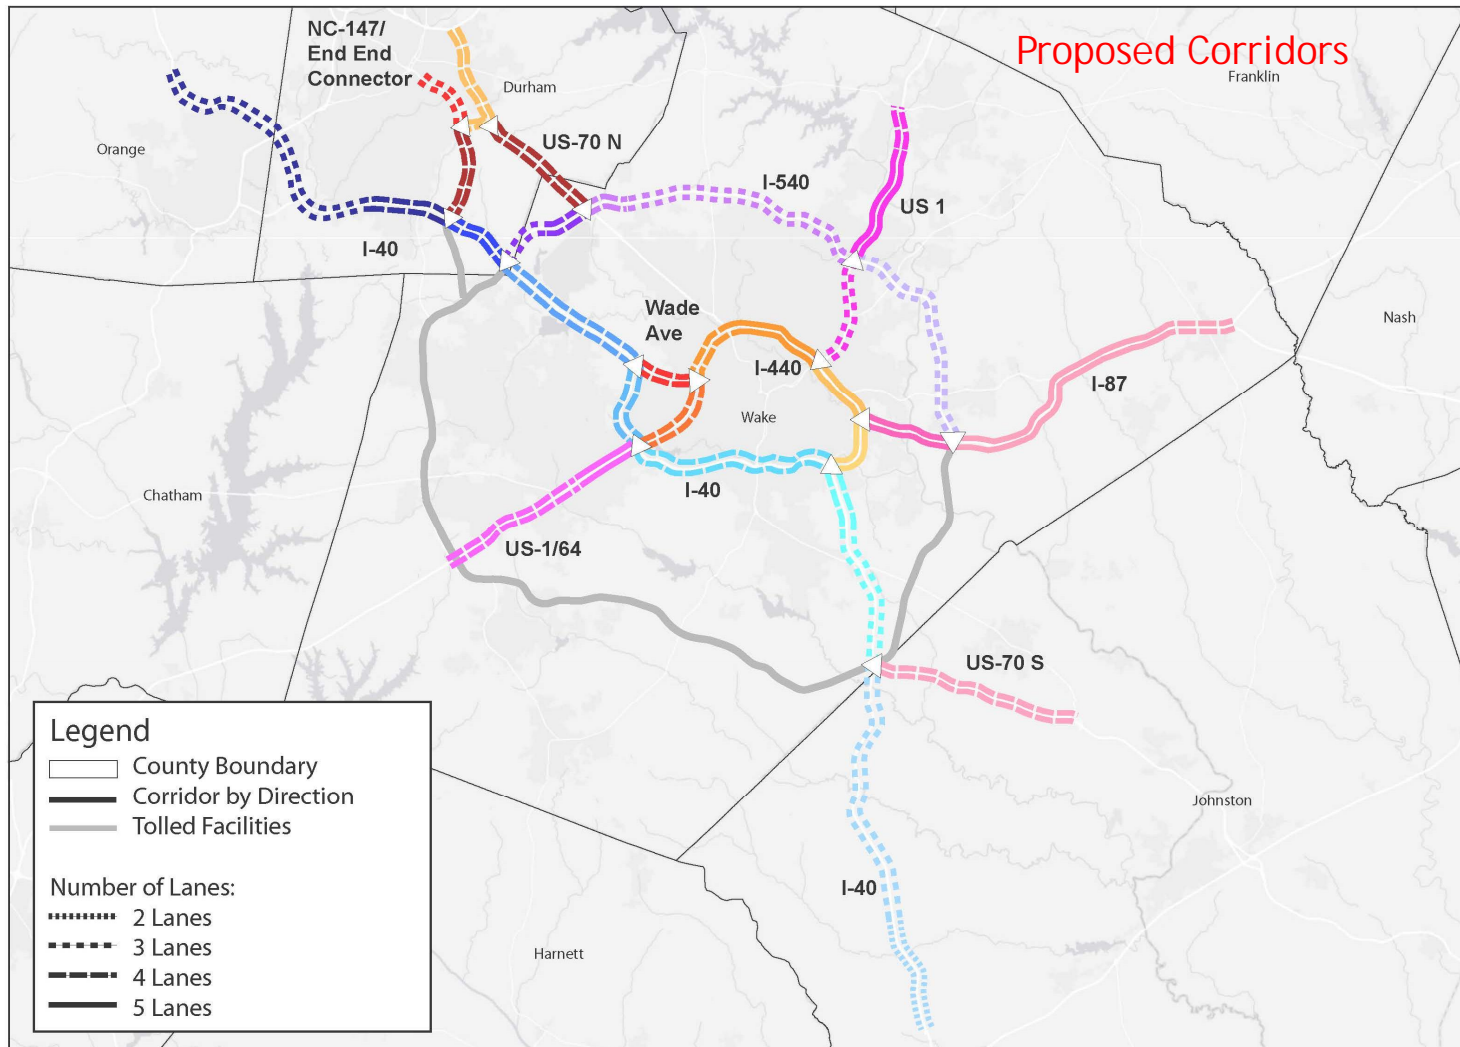 NC-147/
End End
Connector
Proposed Corridors
Franklin
Durham
US-70 N
Orange
I-540
US 1
I-40
Wade
Ave
Nash
I-440
I-87
Wake
I-40
Chatham
US-1/64
US-70 S
Legend
County Boundary
Corridor by Direction
Tolled Facilities
Number of Lanes:
2 Lanes
3 Lanes
4 Lanes
5 Lanes
Johnston
I-40
Harnett